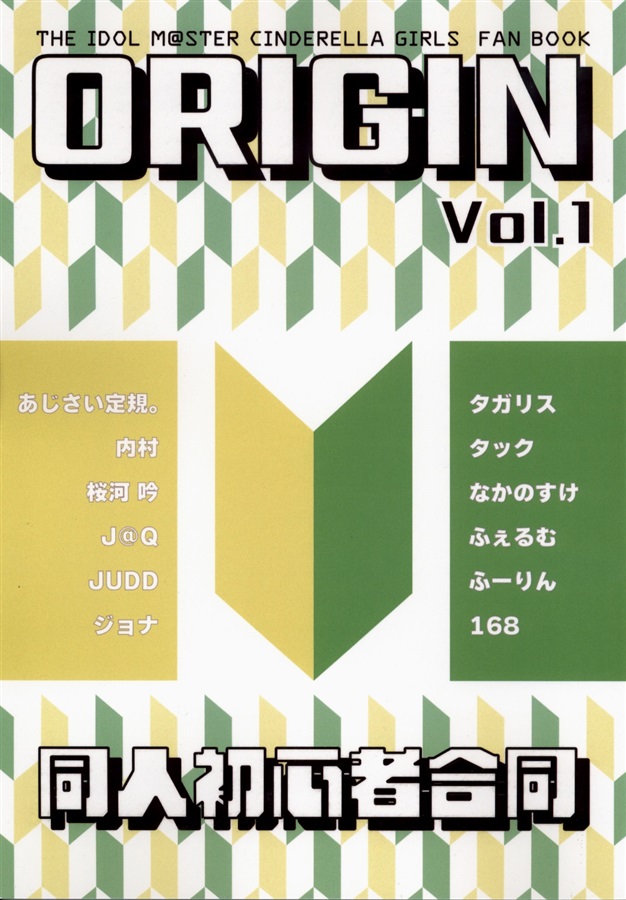 THE IDOL M@STER CINDERELLA GIRLS FAN BOOK
ORIGIN
Vol.1
あじさい定規。
内村
桜河 吟
J@Q
JUDD
ジョナ
タガリス
タック
なかのすけ
ふぇるむ
ふーりん
168
同人初心者合同